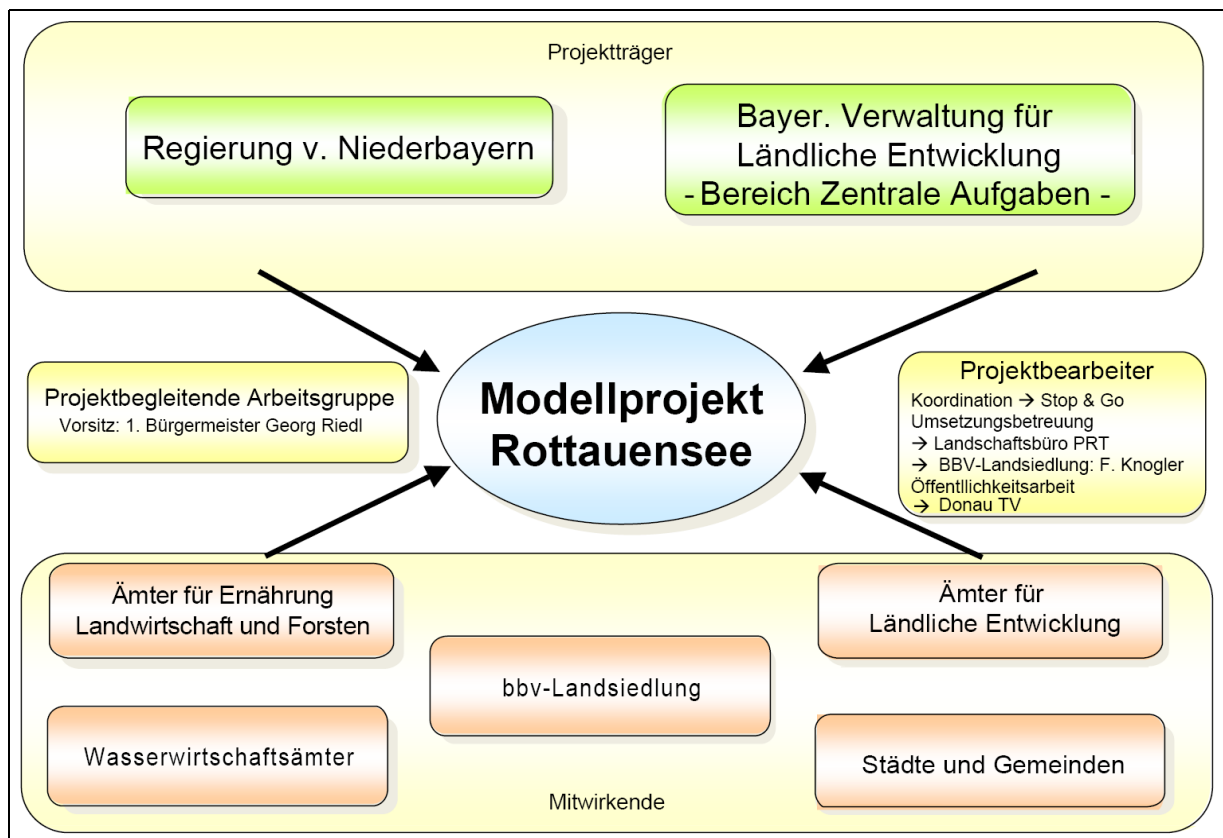 Projektträger
Regierung v. Niederbayern
Bayer. Verwaltung für
Ländliche Entwicklung
- Bereich Zentrale Aufgaben -
Projektbegleitende Arbeitsgruppe
Vorsitz: 1. Bürgermeister Georg Riedl
Modellprojekt
Rottauensee
Projektbearbeiter
Koordination → Stop & Go
Umsetzungsbetreuung
→ Landschaftsbüro PRT
→ BBV-Landsiedlung: F. Knogler
Öffentllichkeitsarbeit
→ Donau TV
Ämter für Ernährung
Landwirtschaft und Forsten
Ämter für
Ländliche Entwicklung
bbv-Landsiedlung
Wasserwirtschaftsämter
Städte und Gemeinden
Mitwirkende